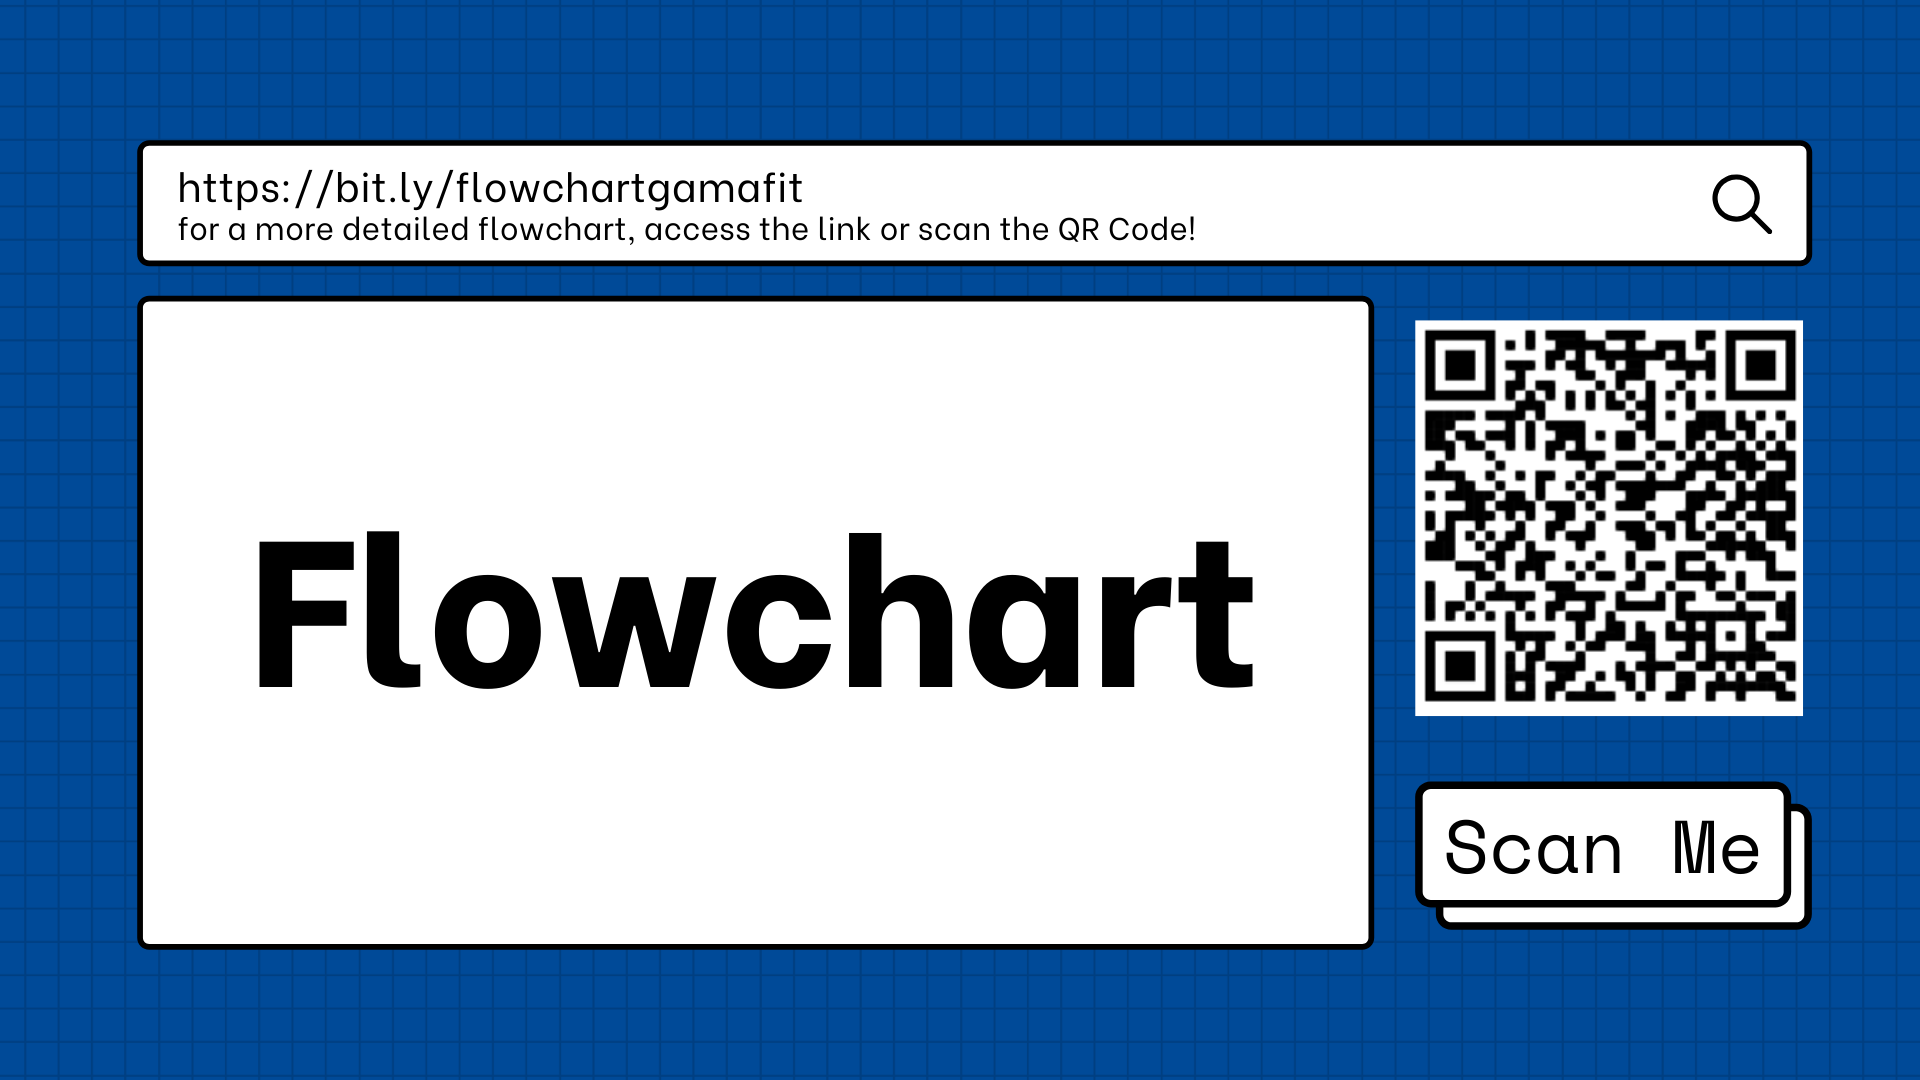 https://bit.ly/flowchartgamafit
for a more detailed flowchart, access the link or scan the QR Code!
Flowchart
Scan Me